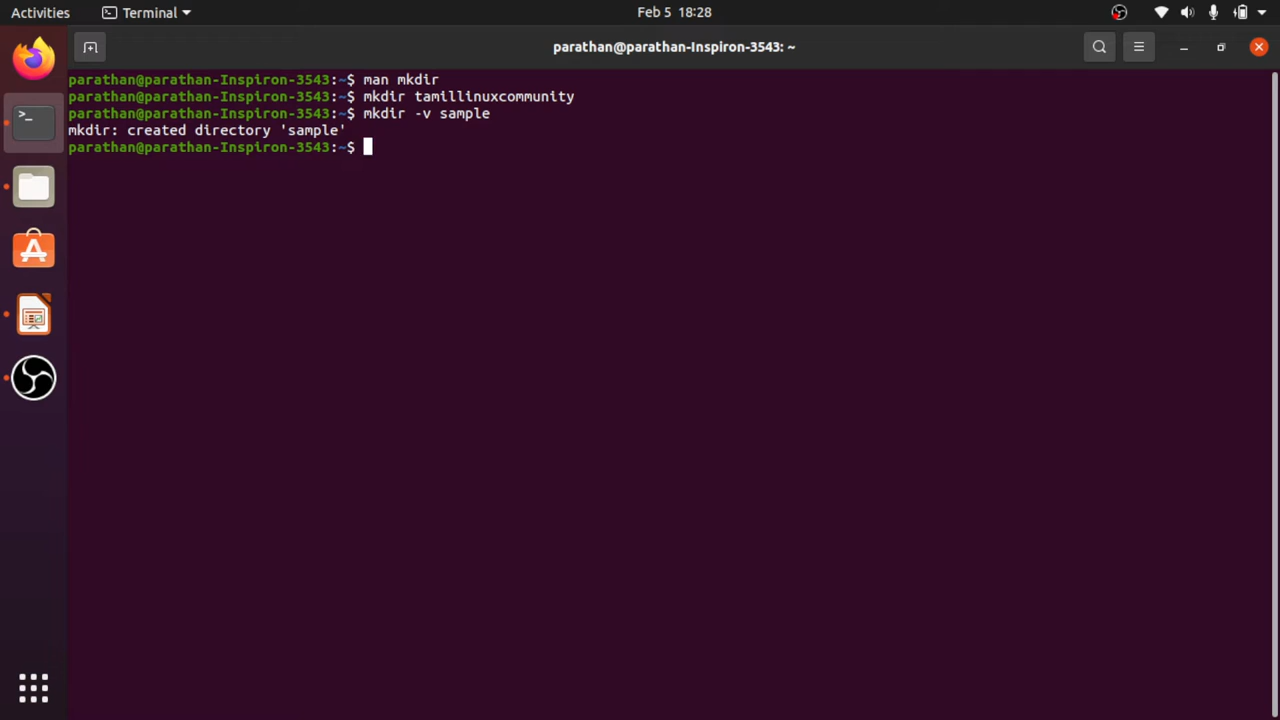 Activities
Terminal
Feb 5 18:28
parathan@parathan-Inspiron-3543: ~
parathan@parathan-Inspiron-3543:~$ man mkdir
parathan@parathan-Inspiron-3543:~$ mkdir tamillinuxcommunity
parathan@parathan-Inspiron-3543:~$ mkdir -v sample
mkdir: created directory 'sample'
parathan@parathan-Inspiron-3543:~$